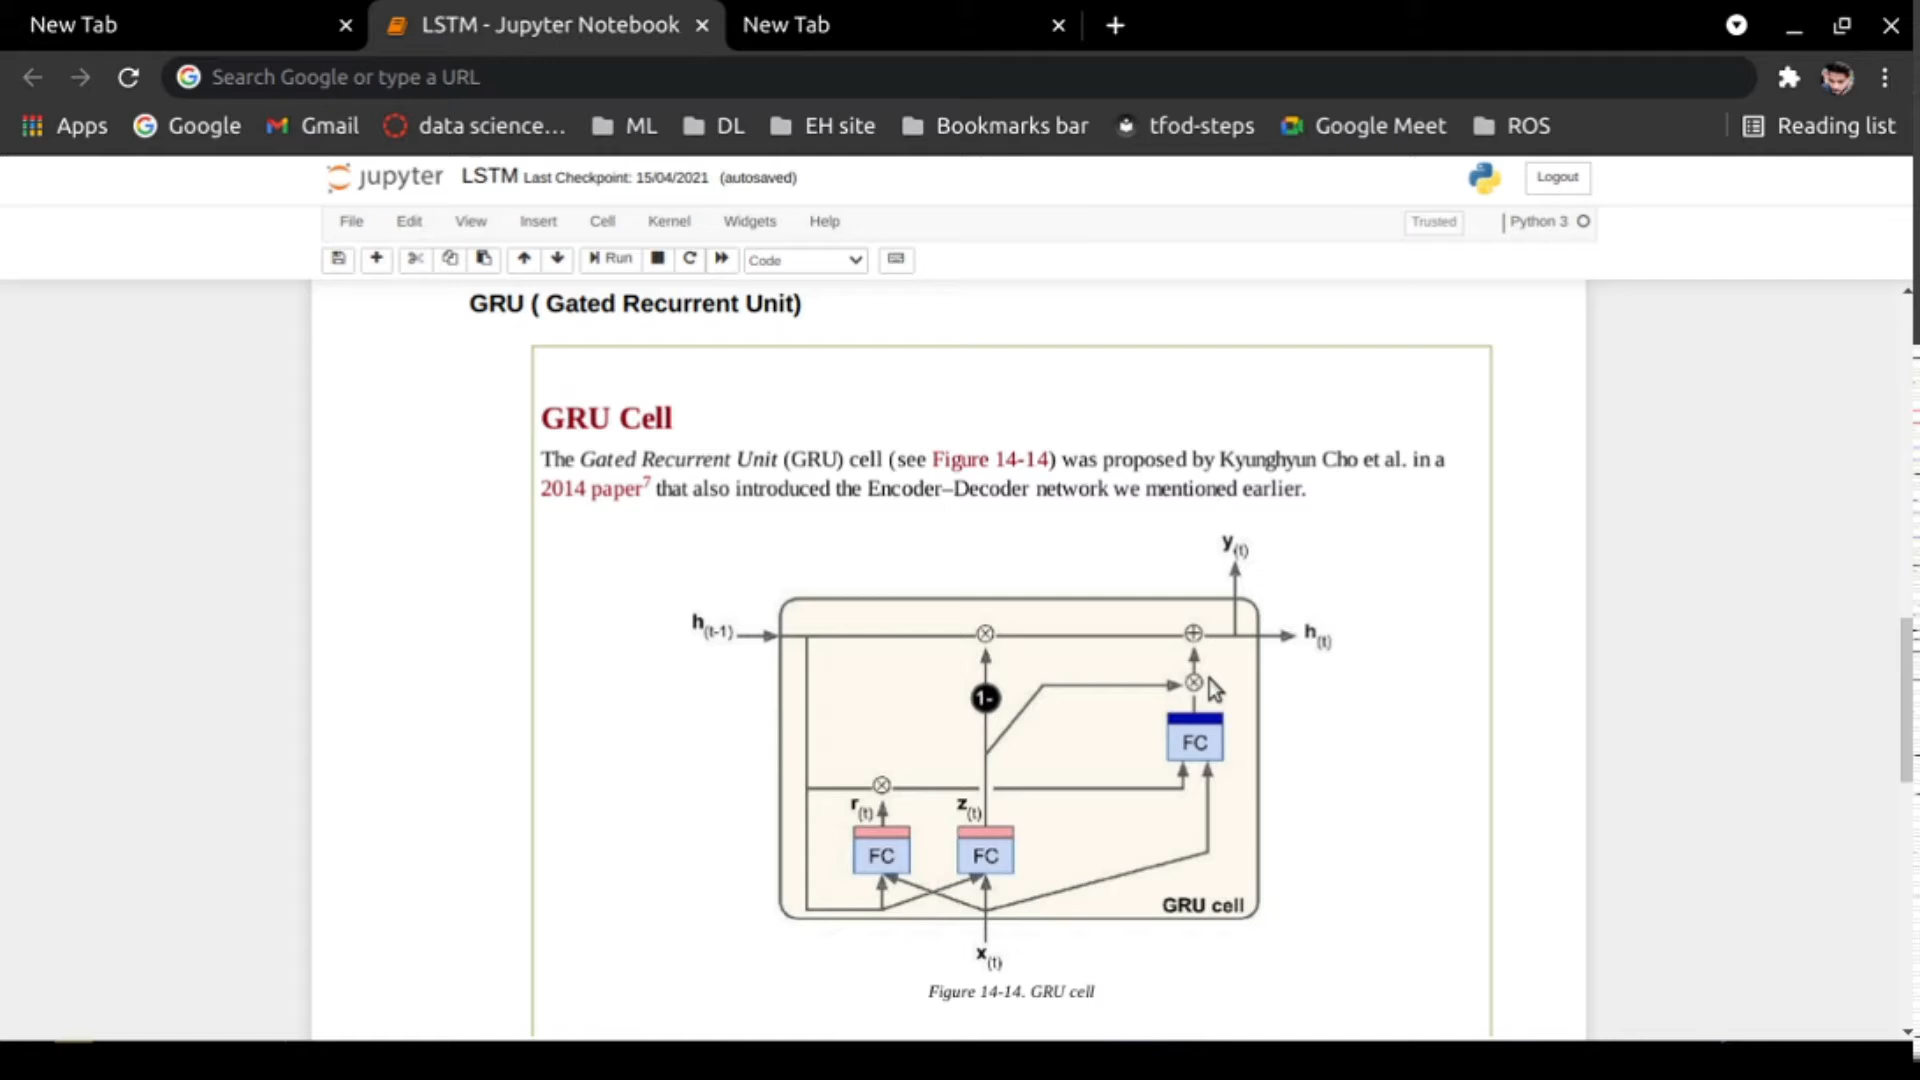 New Tab
LSTM - Jupyter Notebook
New Tab
Search Google or type a URL
Apps Google Gmail data science... ML DL EH site Bookmarks bar tfod-steps Google Meet ROS Reading list
jupyter LSTM Last Checkpoint: 15/04/2021 (autosaved) Logout
File Edit View Insert Cell Kernel Widgets Help Trusted Python 3
Run Code
GRU ( Gated Recurrent Unit)
GRU Cell
The Gated Recurrent Unit (GRU) cell (see Figure 14-14) was proposed by Kyunghyun Cho et al. in a
2014 paper7 that also introduced the Encoder–Decoder network we mentioned earlier.
y(t)
h(t-1)
h(t)
1-
FC
r(t)
z(t)
FC
FC
GRU cell
x(t)
Figure 14-14. GRU cell